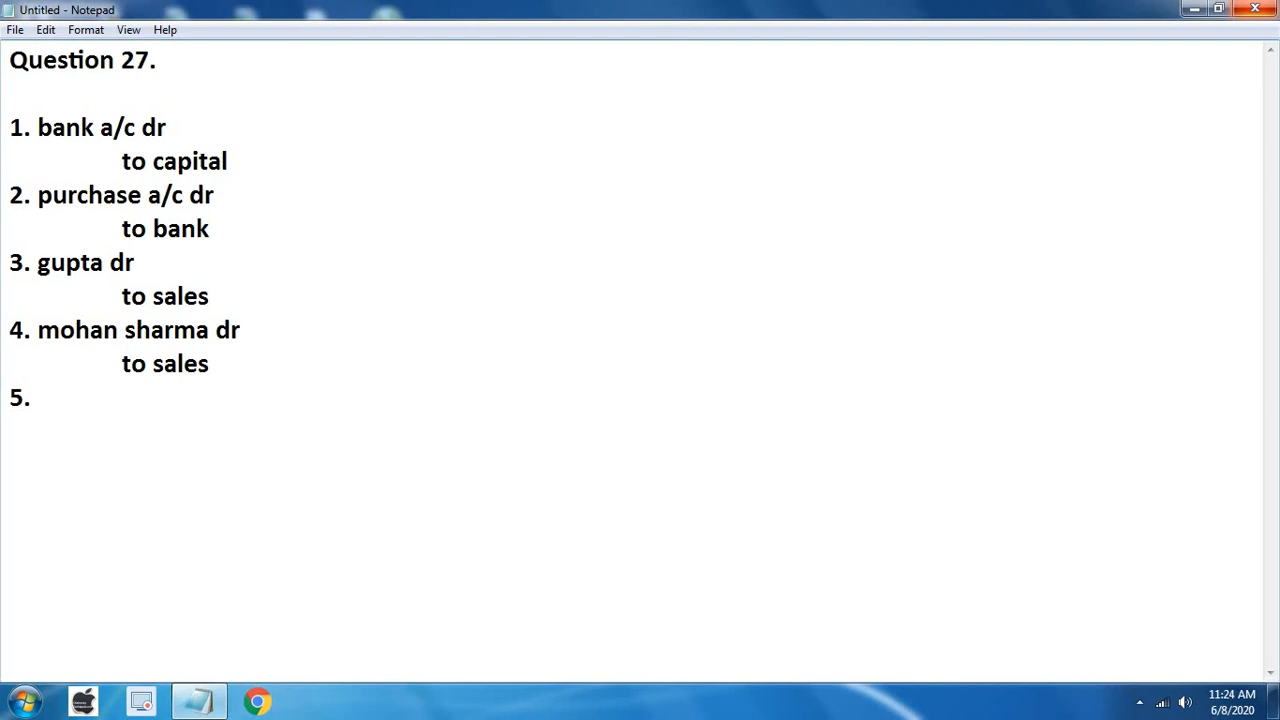 Untitled - Notepad
File Edit Format View Help
Question 27.
1. bank a/c dr
to capital
2. purchase a/c dr
to bank
3. gupta dr
to sales
4. mohan sharma dr
to sales
5.
11:24 AM
6/8/2020